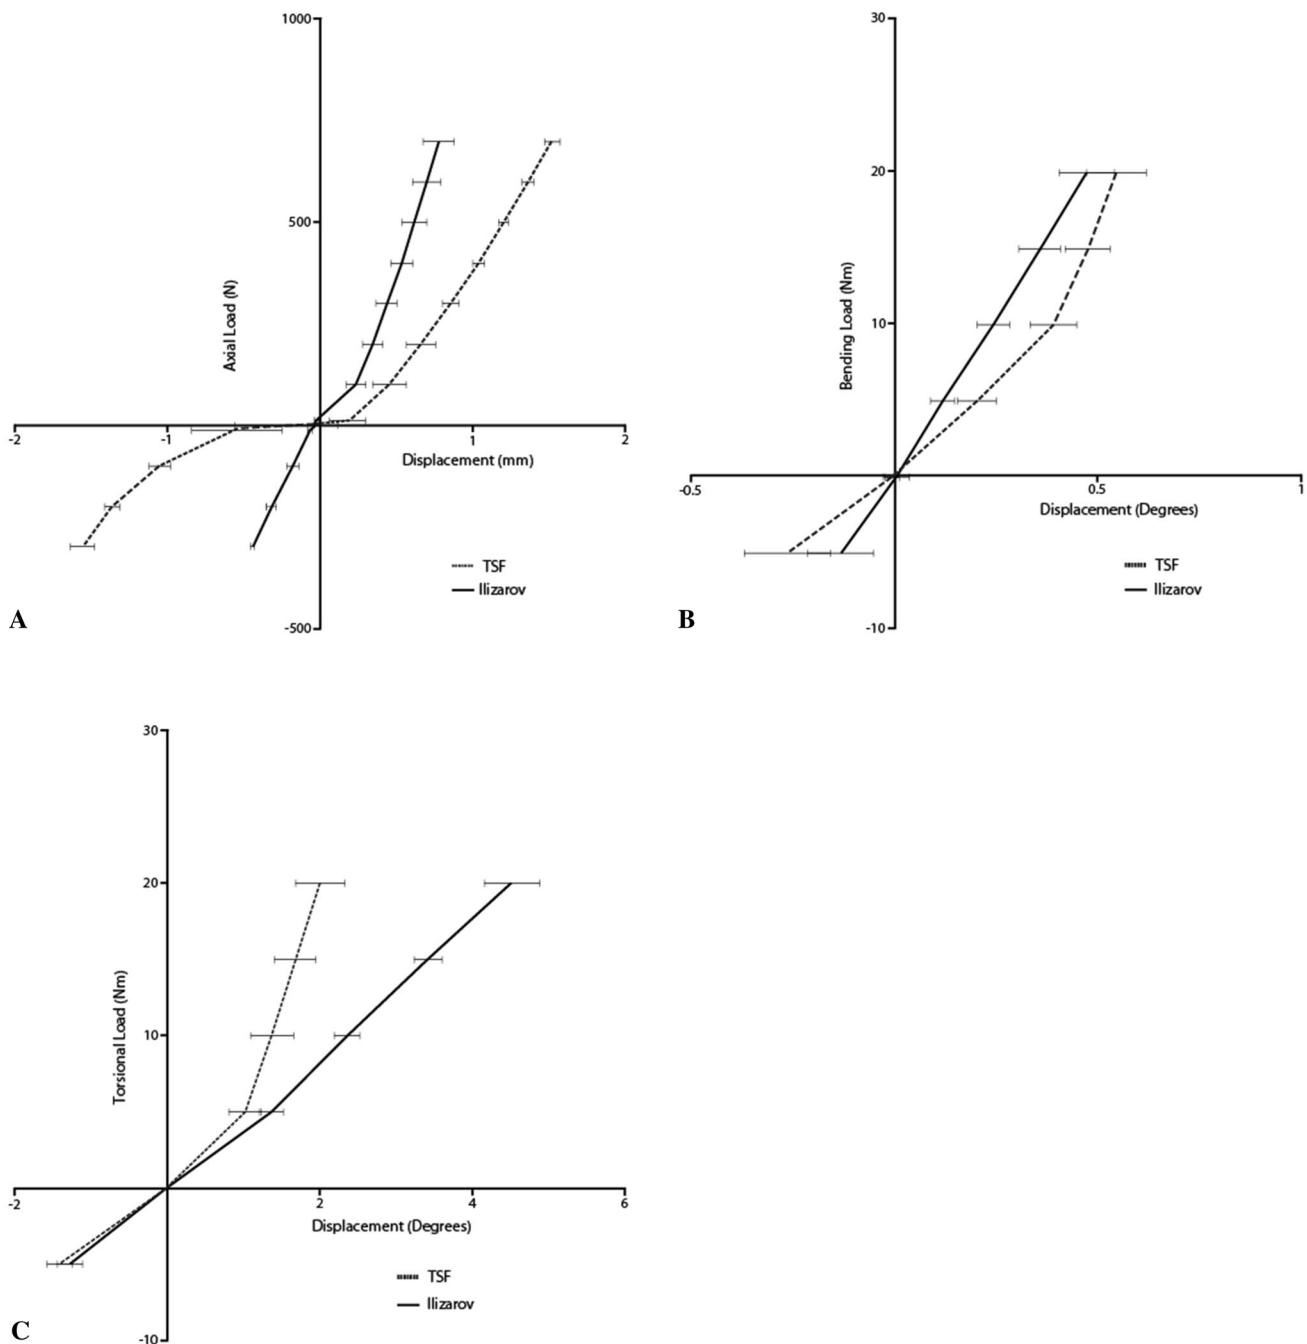 1000
500
Axial Load (N)
-2
-1
1
2
Displacement (mm)
TSF
Ilizarov
-500
A
30
20
Bending Load (Nm)
10
-0.5
0.5
1
Displacement (Degrees)
TSF
Ilizarov
-10
B
30
20
Torsional Load (Nm)
10
-2
2
4
6
Displacement (Degrees)
TSF
Ilizarov
-10
C